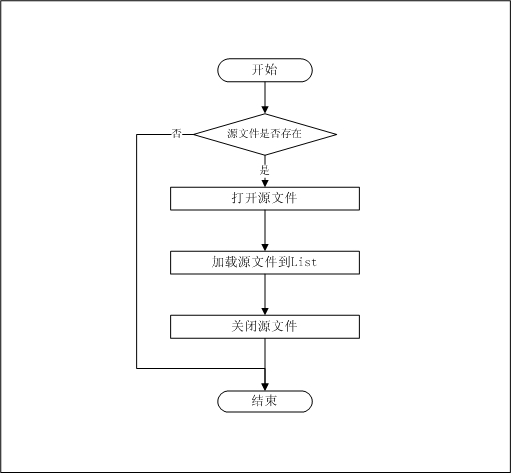 开始
源文件是否存在
否
是
打开源文件
加载源文件到List
关闭源文件
结束